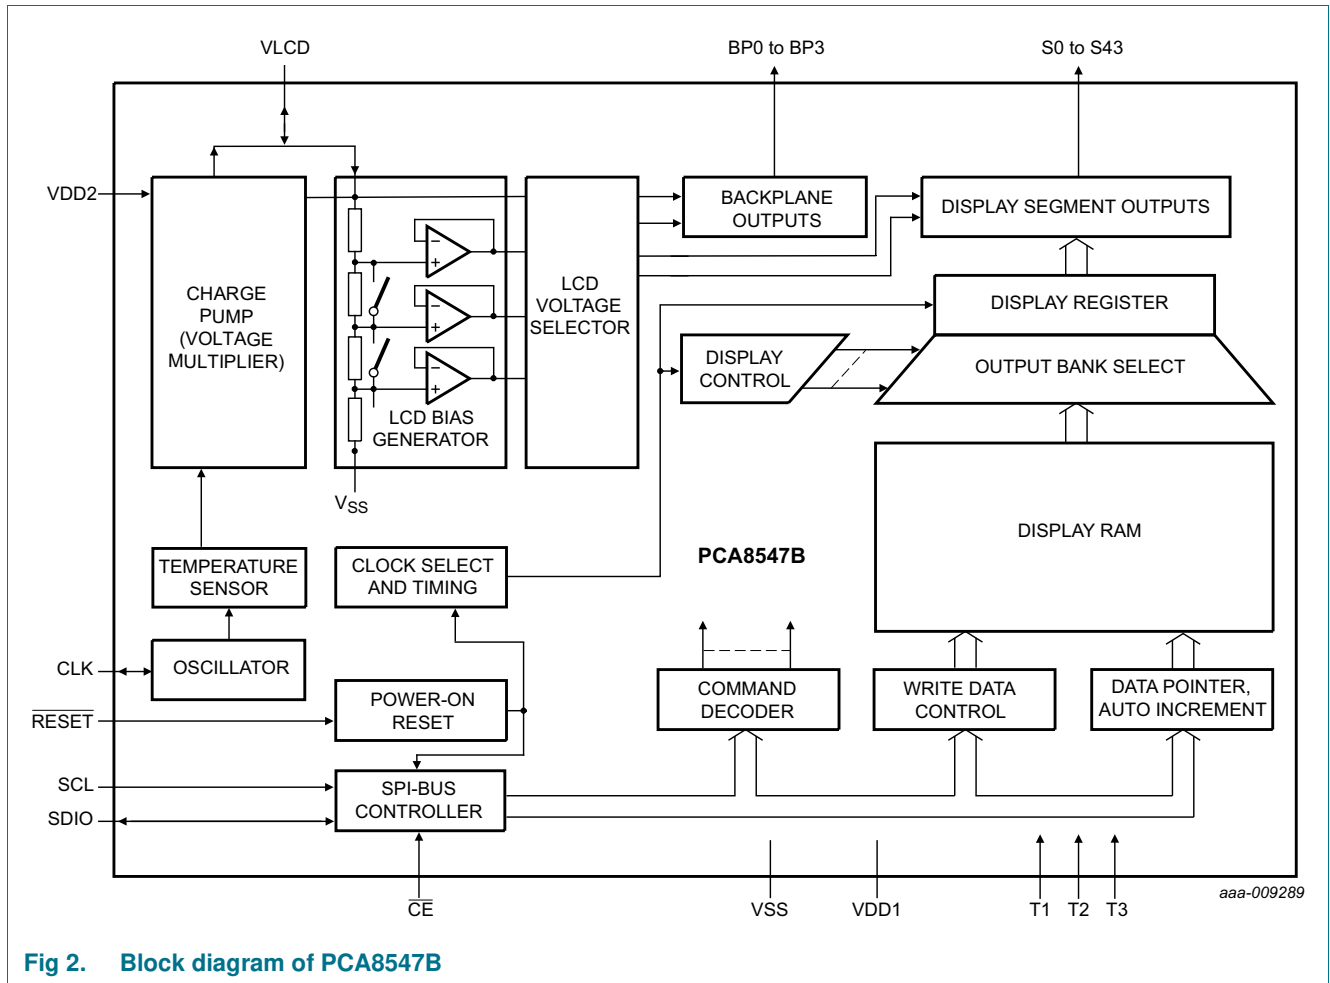 VLCD
BP0 to BP3
S0 to S43
VDD2
CHARGE
PUMP
(VOLTAGE
MULTIPLIER)
LCD BIAS
GENERATOR
VSS
LCD
VOLTAGE
SELECTOR
BACKPLANE
OUTPUTS
DISPLAY SEGMENT OUTPUTS
DISPLAY REGISTER
DISPLAY
CONTROL
OUTPUT BANK SELECT
DISPLAY RAM
TEMPERATURE
SENSOR
CLOCK SELECT
AND TIMING
PCA8547B
CLK
OSCILLATOR
RESET
POWER-ON
RESET
COMMAND
DECODER
WRITE DATA
CONTROL
DATA POINTER,
AUTO INCREMENT
SCL
SDIO
SPI-BUS
CONTROLLER
CE
VSS
VDD1
T1
T2
T3
aaa-009289
Fig 2. Block diagram of PCA8547B